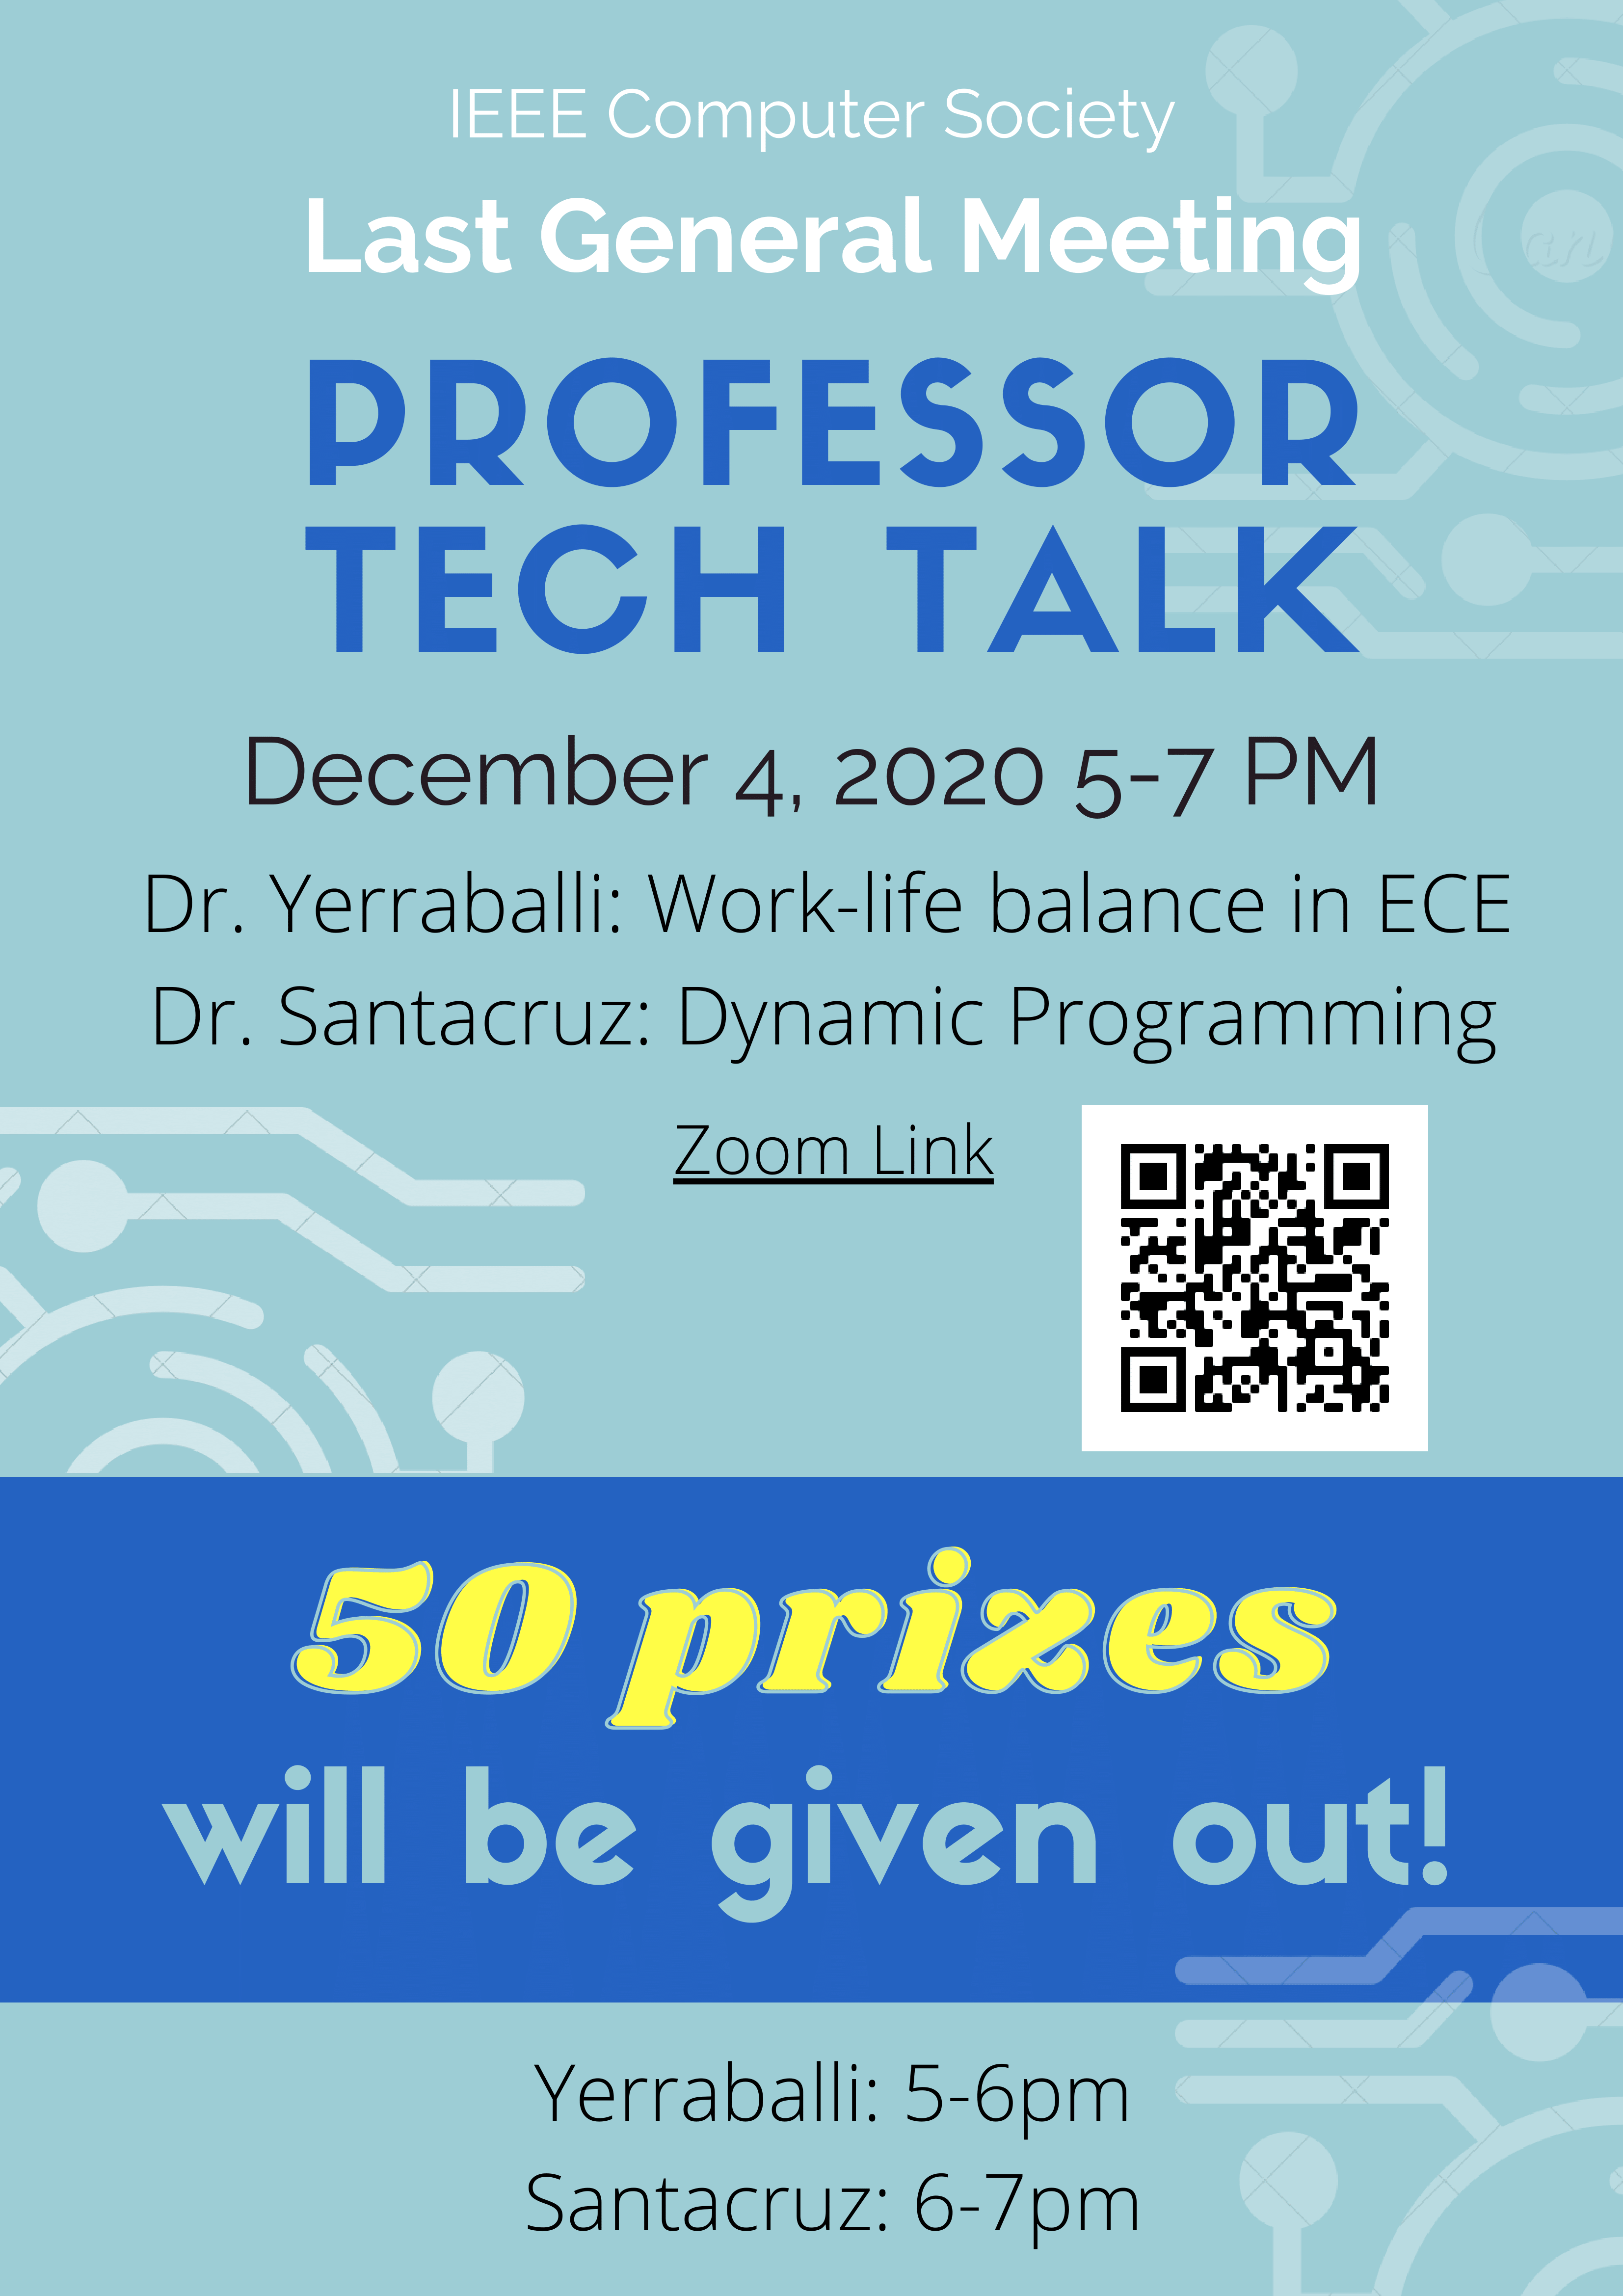 IEEE Computer Society
Last General Meeting
PROFESSOR
TECH TALK
December 4, 2020 5-7 PM
Dr. Yerraballi: Work-life balance in ECE
Dr. Santacruz: Dynamic Programming
Zoom Link
50 prizes
will be given out!
Yerraballi: 5-6pm
Santacruz: 6-7pm